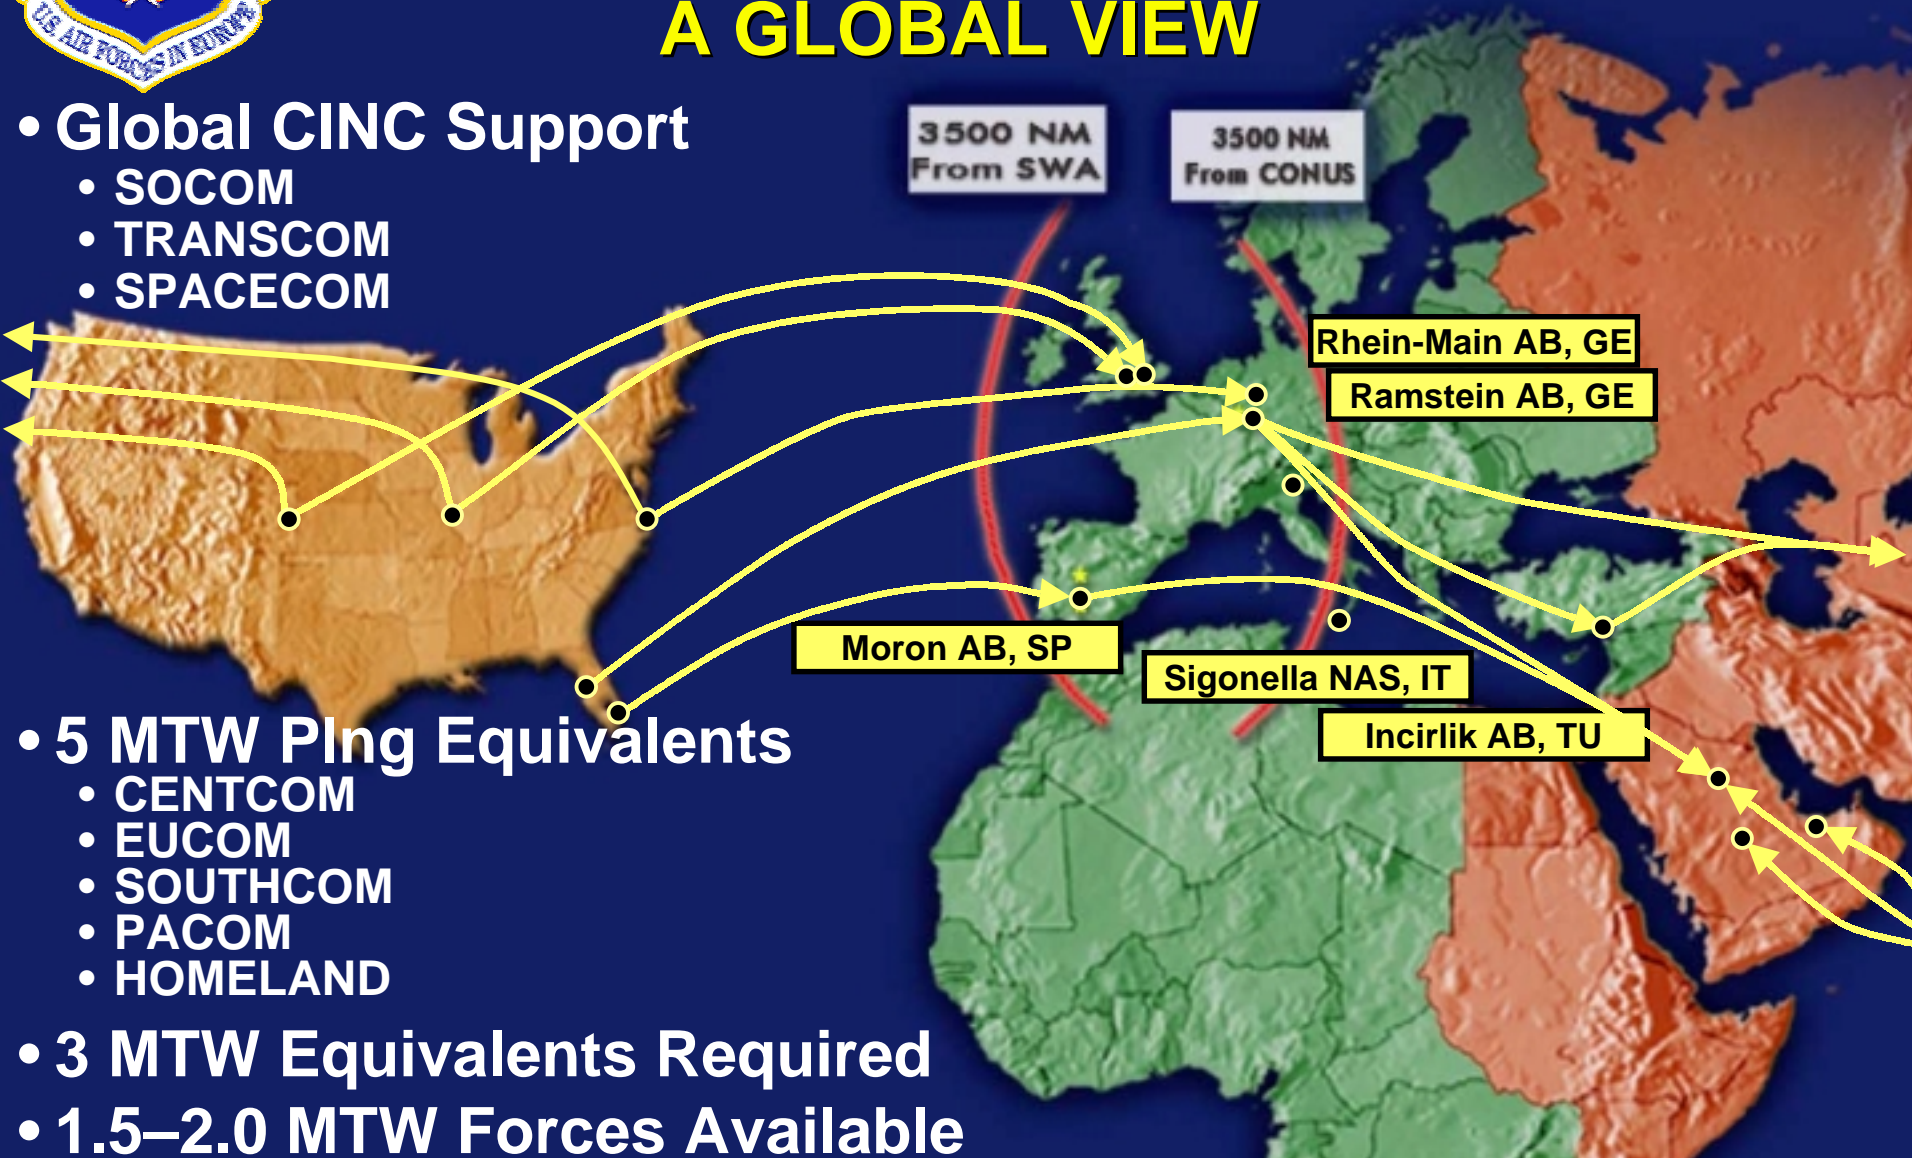 U.S. AIR FORCES IN EUROPE
A GLOBAL VIEW
• Global CINC Support
• SOCOM
• TRANSCOM
• SPACECOM
3500 NM
From SWA
3500 NM
From CONUS
Rhein-Main AB, GE
Ramstein AB, GE
Moron AB, SP
Sigonella NAS, IT
Incirlik AB, TU
• 5 MTW Plng Equivalents
• CENTCOM
• EUCOM
• SOUTHCOM
• PACOM
• HOMELAND
• 3 MTW Equivalents Required
• 1.5–2.0 MTW Forces Available